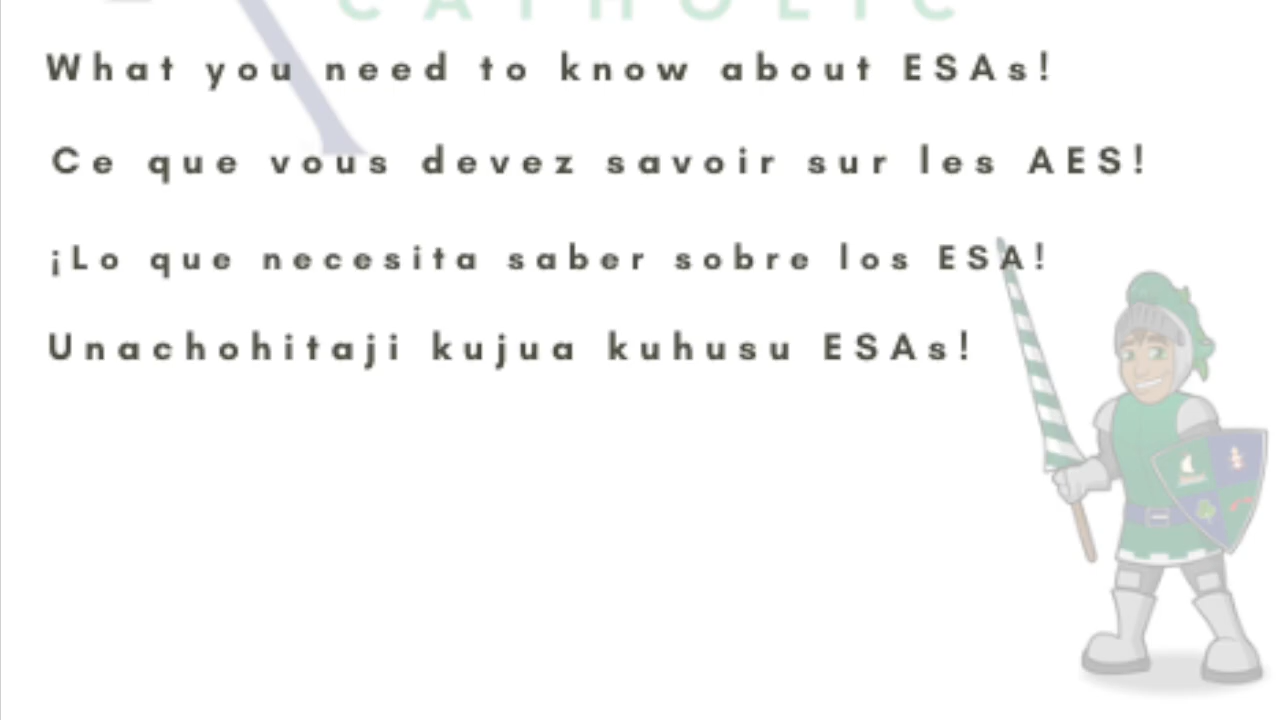 CATHOLIC
What you need to know about ESAs!
Ce que vous devez savoir sur les AES!
¡Lo que necesita saber sobre los ESA!
Unachohitaji kujua kuhusu ESAs!